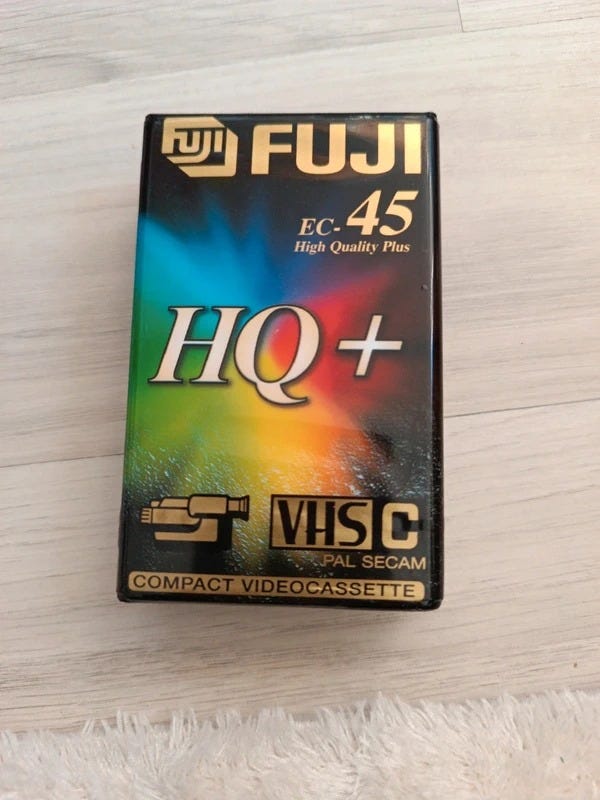 FUJI FUJI
EC-45
High Quality Plus
HQ+
VHS C
PAL SECAM
COMPACT VIDEOCASSETTE